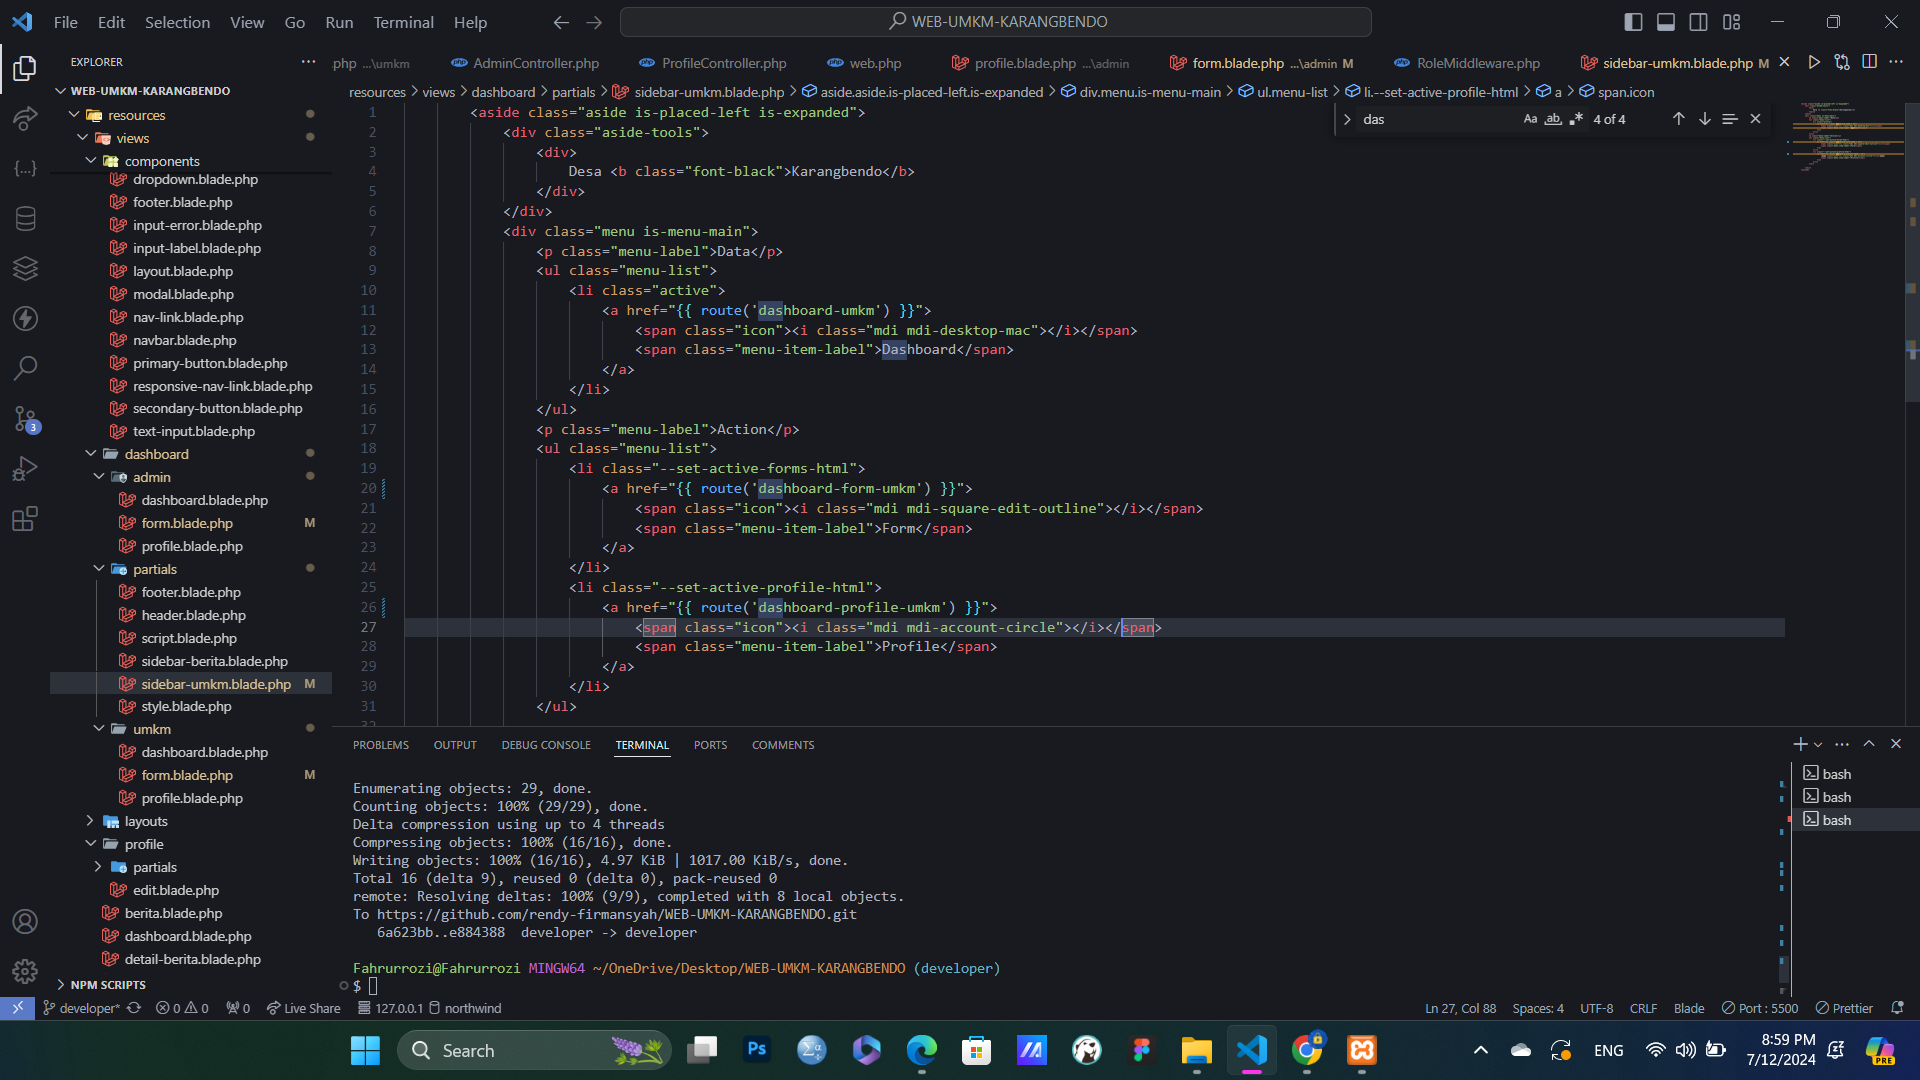 File Edit Selection View Go Run Terminal Help
WEB-UMKM-KARANGBENDO
EXPLORER
.php ...\umkm
AdminController.php
ProfileController.php
web.php
profile.blade.php ...\admin
form.blade.php ...\admin M
RoleMiddleware.php
sidebar-umkm.blade.php M
resources > views > dashboard > partials > sidebar-umkm.blade.php > aside.aside.is-placed-left.is-expanded > div.menu.is-menu-main > ul.menu-list > li.--set-active-profile-html > a > span.icon
das
Aa ab
4 of 4
WEB-UMKM-KARANGBENDO
resources
views
components
dropdown.blade.php
footer.blade.php
input-error.blade.php
input-label.blade.php
layout.blade.php
modal.blade.php
nav-link.blade.php
navbar.blade.php
primary-button.blade.php
responsive-nav-link.blade.php
secondary-button.blade.php
text-input.blade.php
dashboard
admin
dashboard.blade.php
form.blade.php M
profile.blade.php
partials
footer.blade.php
header.blade.php
script.blade.php
sidebar-berita.blade.php
sidebar-umkm.blade.php M
style.blade.php
umkm
dashboard.blade.php
form.blade.php M
profile.blade.php
layouts
profile
partials
edit.blade.php
berita.blade.php
dashboard.blade.php
detail-berita.blade.php
NPM SCRIPTS
3
1 <aside class="aside is-placed-left is-expanded">
2 <div class="aside-tools">
3 <div>
4 Desa <b class="font-black">Karangbendo</b>
5 </div>
6 </div>
7 <div class="menu is-menu-main">
8 <p class="menu-label">Data</p>
9 <ul class="menu-list">
10 <li class="active">
11 <a href="{{ route('dashboard-umkm') }}">
12 <span class="icon"><i class="mdi mdi-desktop-mac"></i></span>
13 <span class="menu-item-label">Dashboard</span>
14 </a>
15 </li>
16 </ul>
17 <p class="menu-label">Action</p>
18 <ul class="menu-list">
19 <li class="--set-active-forms-html">
20 <a href="{{ route('dashboard-form-umkm') }}">
21 <span class="icon"><i class="mdi mdi-square-edit-outline"></i></span>
22 <span class="menu-item-label">Form</span>
23 </a>
24 </li>
25 <li class="--set-active-profile-html">
26 <a href="{{ route('dashboard-profile-umkm') }}">
27 <span class="icon"><i class="mdi mdi-account-circle"></i></span>
28 <span class="menu-item-label">Profile</span>
29 </a>
30 </li>
31 </ul>
32
PROBLEMS OUTPUT DEBUG CONSOLE TERMINAL PORTS COMMENTS
Enumerating objects: 29, done.
Counting objects: 100% (29/29), done.
Delta compression using up to 4 threads
Compressing objects: 100% (16/16), done.
Writing objects: 100% (16/16), 4.97 KiB | 1017.00 KiB/s, done.
Total 16 (delta 9), reused 0 (delta 0), pack-reused 0
remote: Resolving deltas: 100% (9/9), completed with 8 local objects.
To https://github.com/rendy-firmansyah/WEB-UMKM-KARANGBENDO.git
6a623bb..e884388 developer -> developer
Fahrurrozi@Fahrurrozi MINGW64 ~/OneDrive/Desktop/WEB-UMKM-KARANGBENDO (developer)
$
bash
bash
bash
developer* 0 0 0 Live Share 127.0.0.1 northwind
Ln 27, Col 88 Spaces: 4 UTF-8 CRLF Blade Port : 5500 Prettier
Search
Ps
ENG
8:59 PM
7/12/2024
PRE